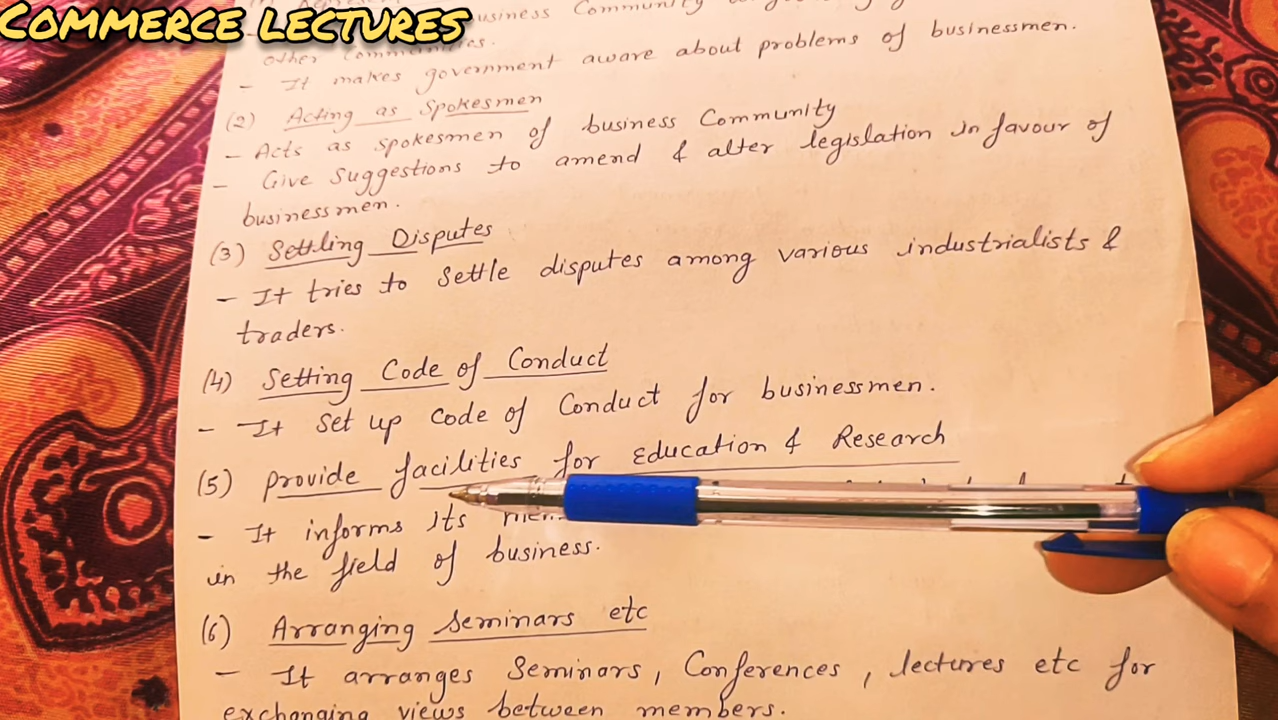 COMMERCE LECTURES
usiness Community
other Communities.
- It makes government aware about problems of businessmen.
(2) Acting as Spokesmen
- Acts as spokesmen of business Community
- Give suggestions to amend & alter legislation in favour of
businessmen.
(3) Settling Disputes
- It tries to settle disputes among various industrialists &
traders.
(4) Setting Code of Conduct
- It set up code of Conduct for businessmen.
(5) Provide facilities for Education & Research
- It informs its
in the field of business.
(6) Arranging Seminars etc
- It arranges Seminars, Conferences, lectures etc for
exchanging views between members.